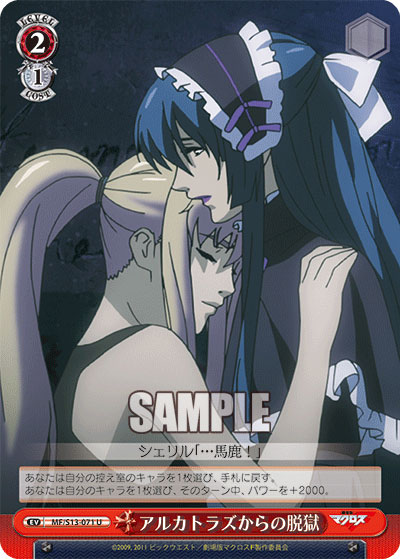 LEVEL
2
1
COST
SAMPLE
シェリル「…馬鹿！」
あなたは自分の控え室のキャラを1枚選び、手札に戻す。
あなたは自分のキャラを1枚選び、そのターン中、パワーを+2000。
EV MF/S13-071 U アルカトラズからの脱獄 マクロス
©2009, 2011 ビックウエスト／劇場版マクロスF製作委員会